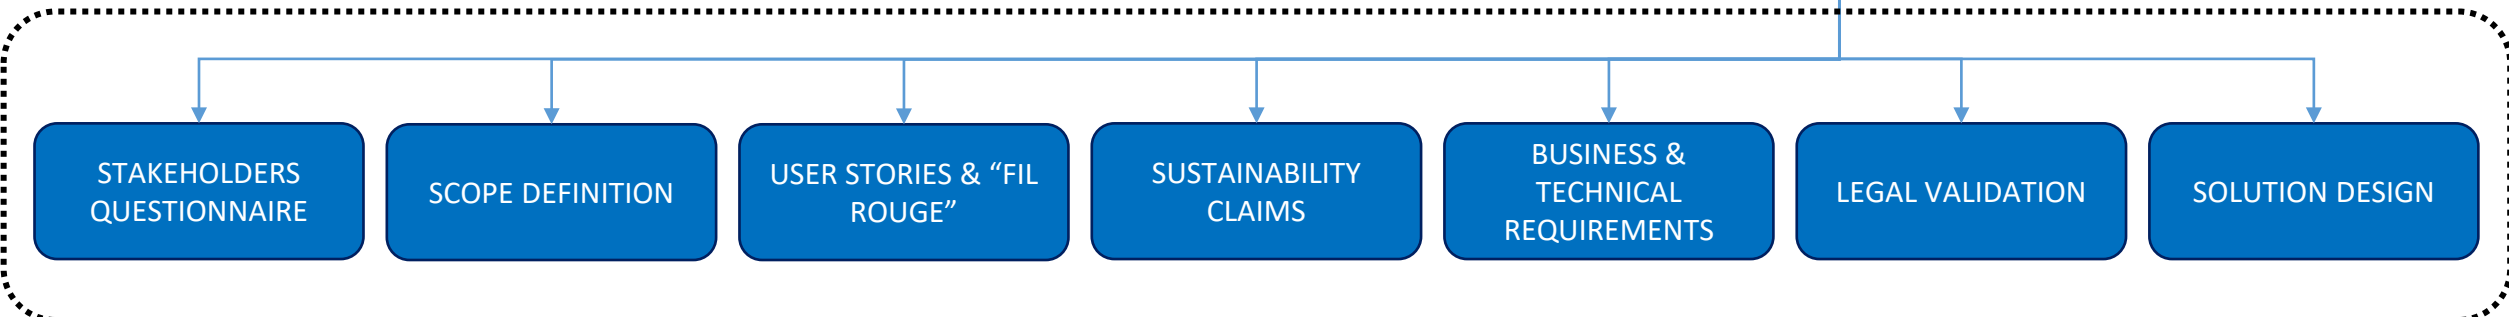 STAKEHOLDERS
QUESTIONNAIRE
SCOPE DEFINITION
USER STORIES & “FIL
ROUGE”
SUSTAINABILITY
CLAIMS
BUSINESS &
TECHNICAL
REQUIREMENTS
LEGAL VALIDATION
SOLUTION DESIGN